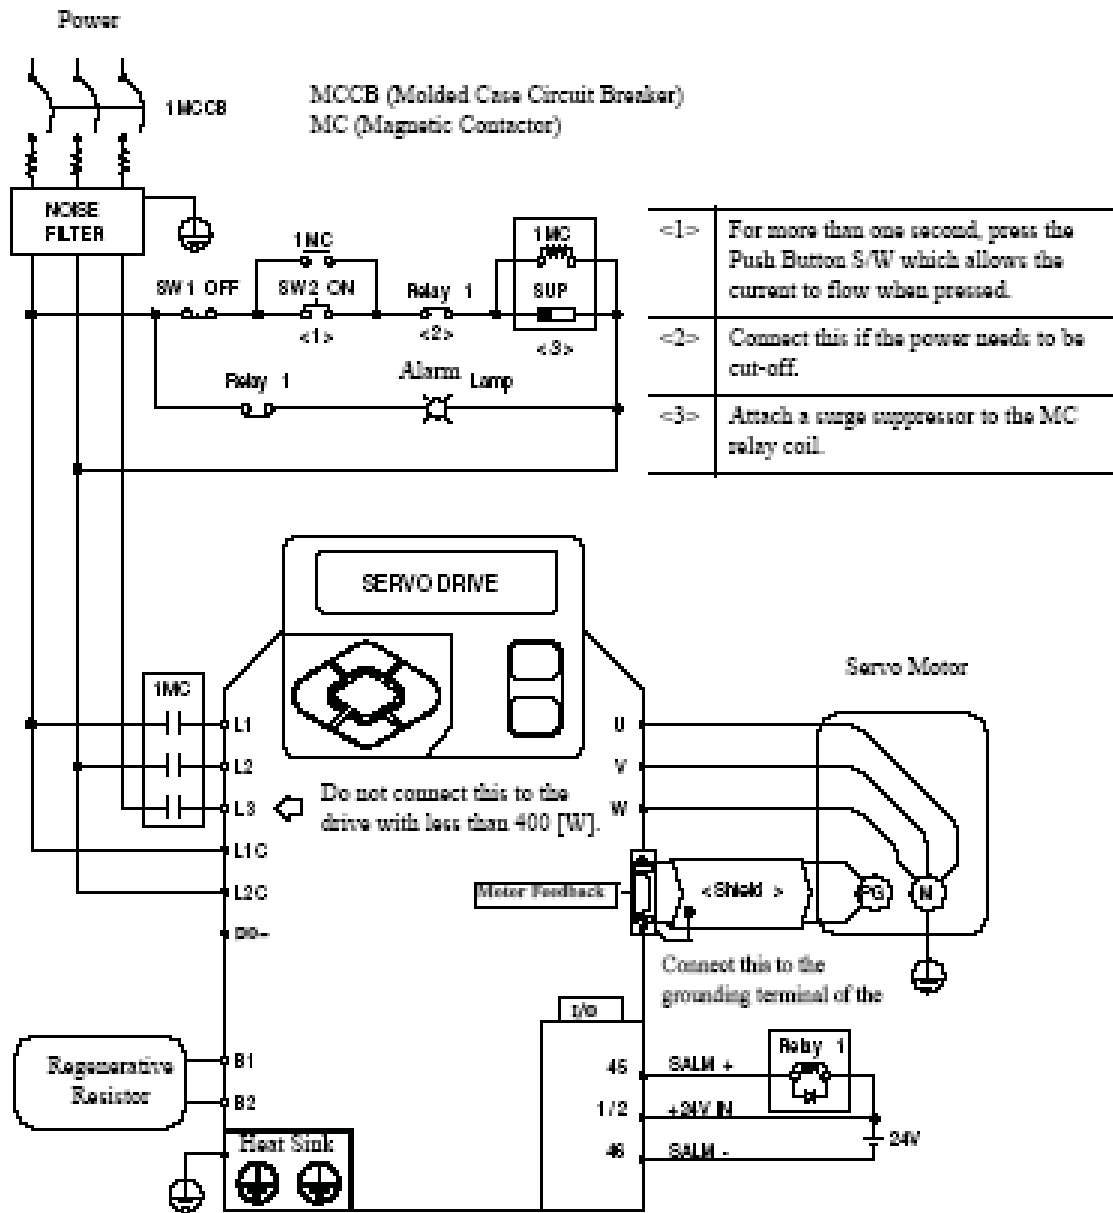 Power
1MCCB
MCCB (Molded Case Circuit Breaker)
MC (Magnetic Contactor)
NOISE
FILTER
1MC
1MC
SW1 OFF
SW2 ON
Relay 1
SUP
<1>
<2>
<3>
Relay 1
Alarm
Lamp
<1> For more than one second, press the
Push Button S/W which allows the
current to flow when pressed.
<2> Connect this if the power needs to be
cut-off.
<3> Attach a surge suppressor to the MC
relay coil.
SERVO DRIVE
Servo Motor
1MC
L1
L2
L3
Do not connect this to the
drive with less than 400 [W].
L1C
L2C
U
V
W
Motor Feedback
<Shield >
PG
M
Connect this to the
grounding terminal of the
I/O
Regenerative
Resistor
B1
B2
Heat Sink
45
SALM +
Relay 1
1/2
+24V IN
24V
46
SALM -